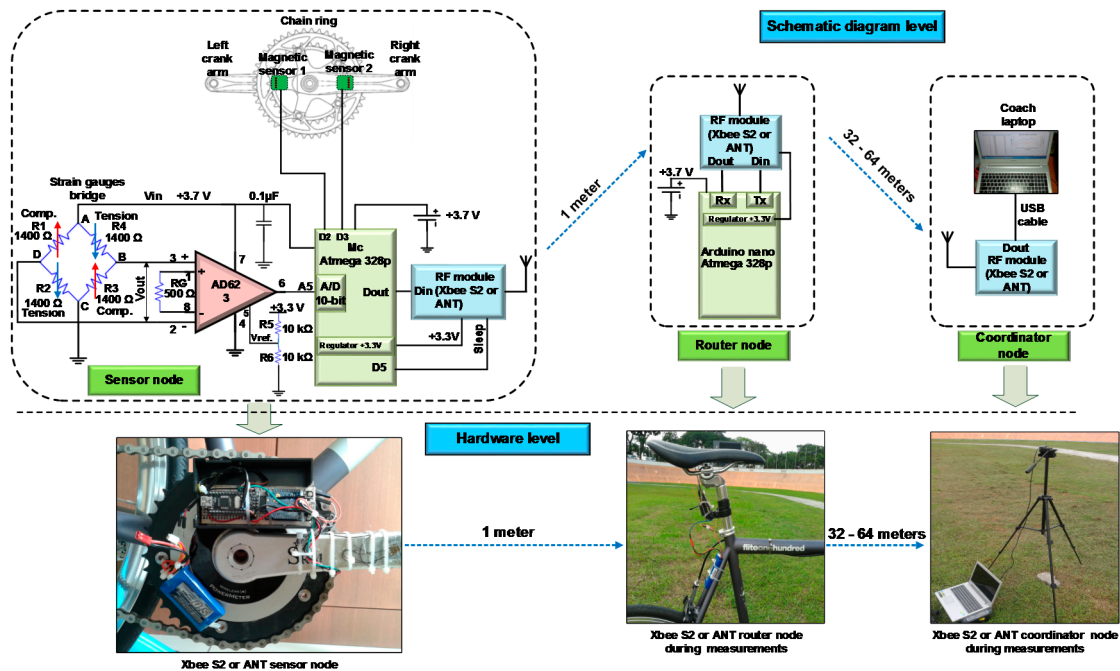 Schematic diagram level
Chain ring
Left
crank
arm
Magnetic
sensor 1
Magnetic
sensor 2
Right
crank
arm
Strain gauges
bridge
Vin
+3.7 V
0.1µF
+3.7 V
Comp.
R1
1400 Ω
A
Tension
R4
1400 Ω
D
B
R2
1400 Ω
Tension
C
R3
1400 Ω
Comp.
Vout
3
+
1
RG
500 Ω
8
2
-
+
-
AD62
3
7
6
5
4
Vref.
+3.3 V
R5
10 kΩ
R6
10 kΩ
A5
D2
D3
Mc
Atmega 328p
A/D
10-bit
Dout
Regulator +3.3V
D5
RF module
Din (Xbee S2 or
ANT)
+3.3V
Sleep
Sensor node
1 meter
RF module
(Xbee S2 or
ANT)
Dout
Din
+3.7 V
Rx
Tx
Regulator +3.3V
Arduino nano
Atmega 328p
Router node
32 - 64 meters
Coach
laptop
USB
cable
Dout
RF module
(Xbee S2 or
ANT)
Coordinator
node
Hardware level
POWERMETER
1 meter
fliteonehundred
32 - 64 meters
Xbee S2 or ANT sensor node
Xbee S2 or ANT router node
during measurements
Xbee S2 or ANT coordinator node
during measurements